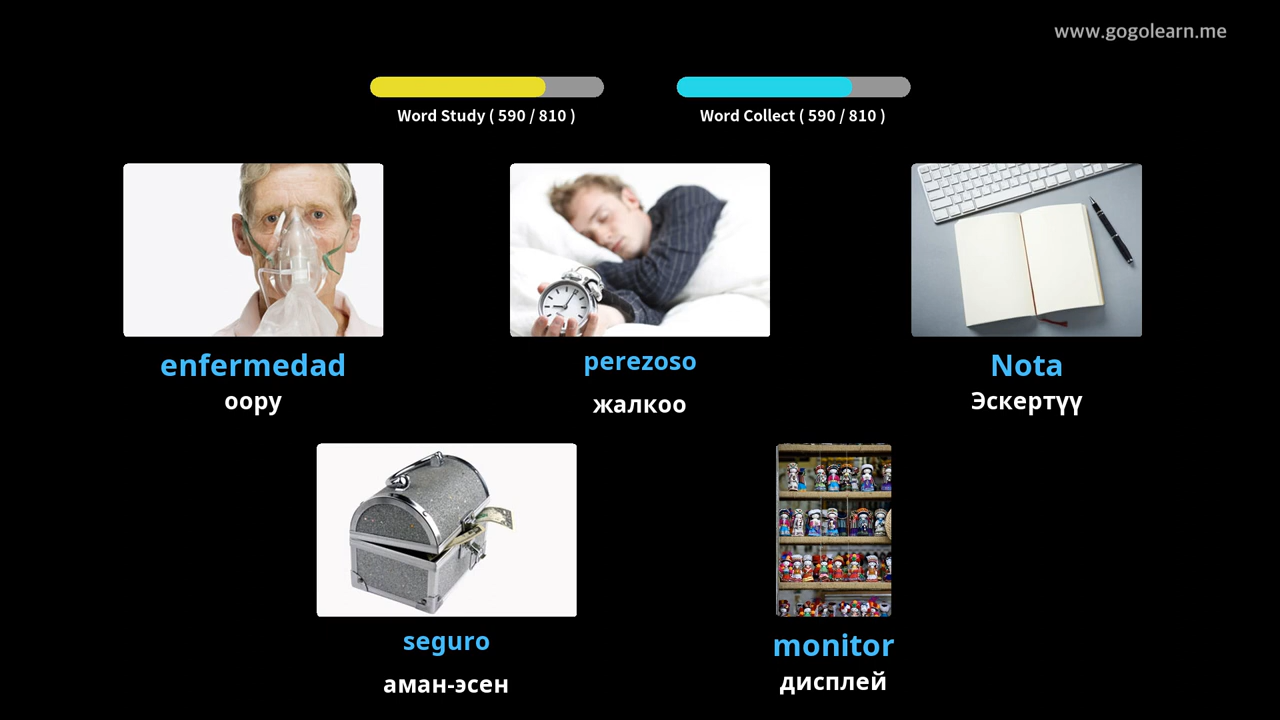 www.gogolearn.me
Word Study ( 590 / 810 )
Word Collect ( 590 / 810 )
enfermedad
оору
perezoso
жалкоо
Nota
Эскертүү
seguro
аман-эсен
monitor
дисплей